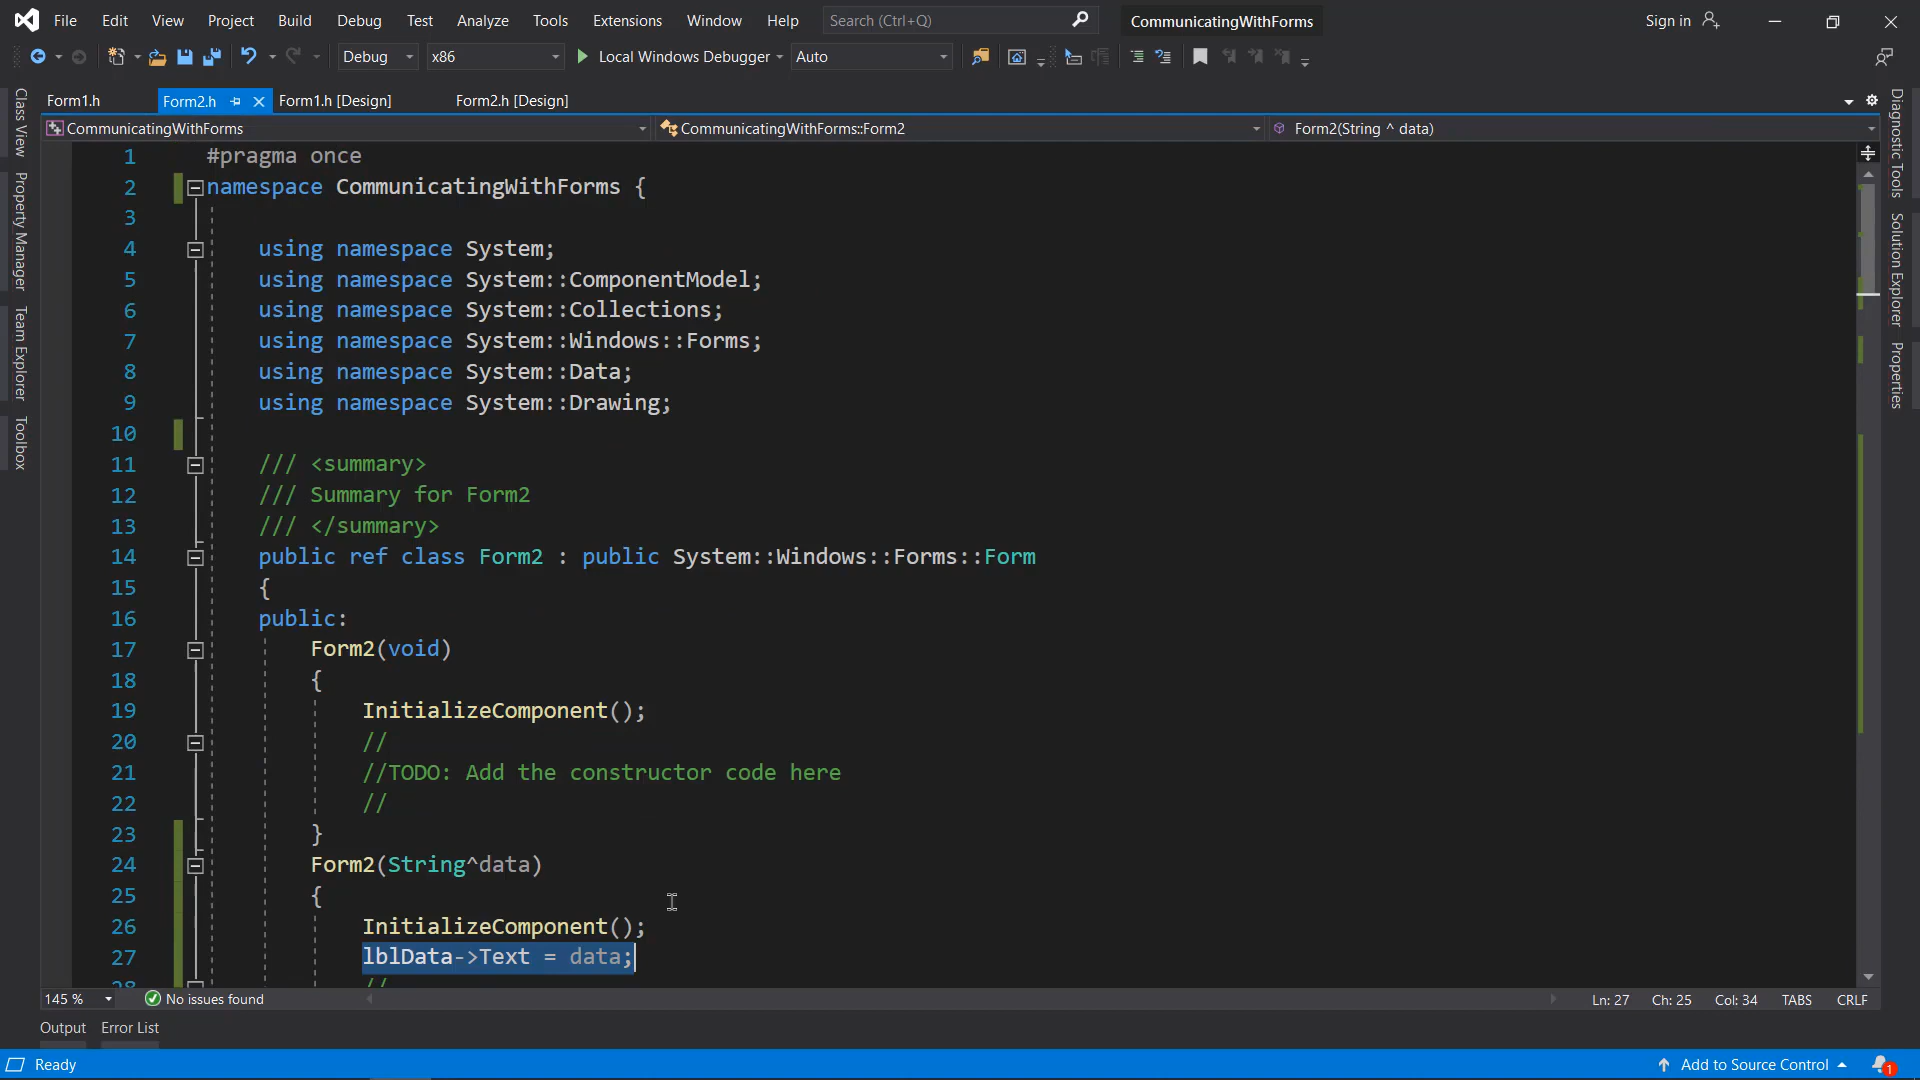 File Edit View Project Build Debug Test Analyze Tools Extensions Window Help Search (Ctrl+Q) CommunicatingWithForms Sign in
Debug x86 Local Windows Debugger Auto
Form1.h Form2.h Form1.h [Design] Form2.h [Design]
CommunicatingWithForms CommunicatingWithForms::Form2 Form2(String ^ data)
Class View
Property Manager
Team Explorer
Toolbox
1 #pragma once
2 namespace CommunicatingWithForms {
3
4 using namespace System;
5 using namespace System::ComponentModel;
6 using namespace System::Collections;
7 using namespace System::Windows::Forms;
8 using namespace System::Data;
9 using namespace System::Drawing;
10
11 /// <summary>
12 /// Summary for Form2
13 /// </summary>
14 public ref class Form2 : public System::Windows::Forms::Form
15 {
16 public:
17 Form2(void)
18 {
19 InitializeComponent();
20 //
21 //TODO: Add the constructor code here
22 //
23 }
24 Form2(String^data)
25 {
26 InitializeComponent();
27 lblData->Text = data;
28 //
Diagnostic Tools
Solution Explorer
Properties
145 % No issues found Ln: 27 Ch: 25 Col: 34 TABS CRLF
Output Error List
Ready Add to Source Control 1